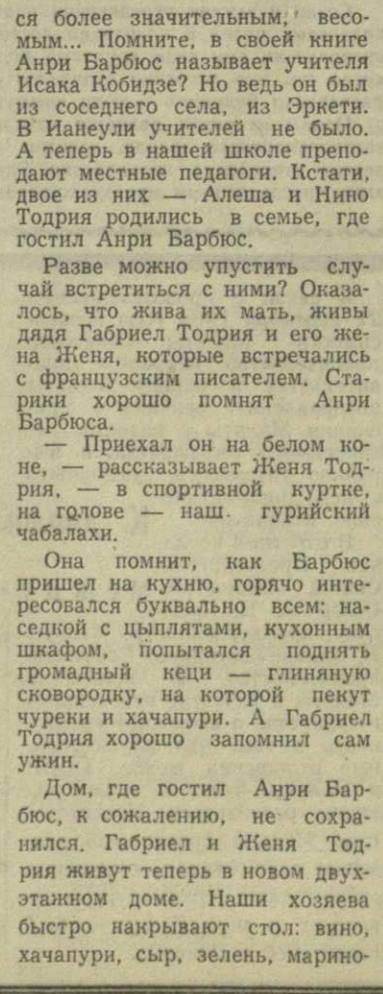 ся более значительным, весо-
мым... Помните, в своей книге
Анри Барбюс называет учителя
Исака Кобидзе? Но ведь он был
из соседнего села, из Эркети.
В Ианеули учителей не было.
А теперь в нашей школе препо-
дают местные педагоги. Кстати,
двое из них — Алеша и Нино
Тодрия родились в семье, где
гостил Анри Барбюс.
Разве можно упустить слу-
чай встретиться с ними? Оказа-
лось, что жива их мать, живы
дядя Габриел Тодрия и его же-
на Женя, которые встречались
с французским писателем. Ста-
рики хорошо помнят Анри
Барбюса.
— Приехал он на белом ко-
не, — рассказывает Женя Тод-
рия, — в спортивной куртке,
на голове — наш гурийский
чабалахи.
Она помнит, как Барбюс
пришел на кухню, горячо инте-
ресовался буквально всем: на-
седкой с цыплятами, кухонным
шкафом, попытался поднять
громадный кеци — глиняную
сковородку, на которой пекут
чуреки и хачапури. А Габриел
Тодрия хорошо запомнил сам
ужин.
Дом, где гостил Анри Бар-
бюс, к сожалению, не сохра-
нился. Габриел и Женя Тод-
рия живут теперь в новом двух-
этажном доме. Наши хозяева
быстро накрывают стол: вино,
хачапури, сыр, зелень, марино-